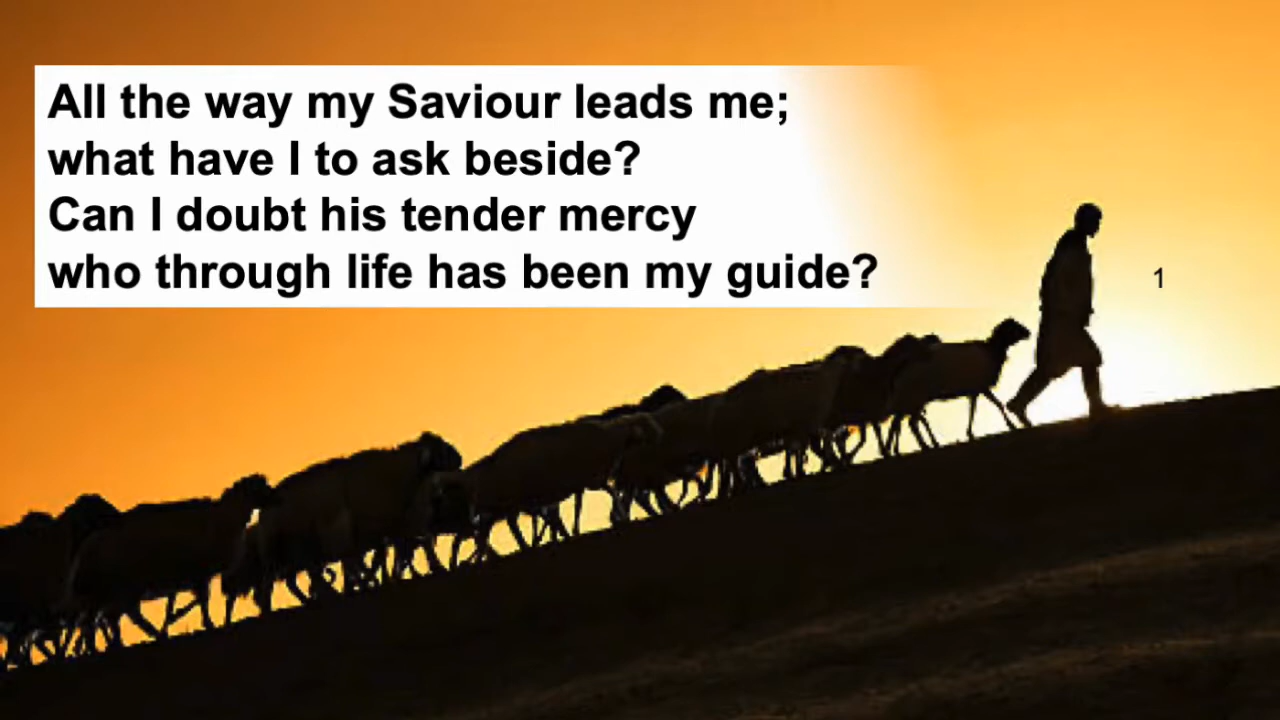 All the way my Saviour leads me;
what have I to ask beside?
Can I doubt his tender mercy
who through life has been my guide?
1